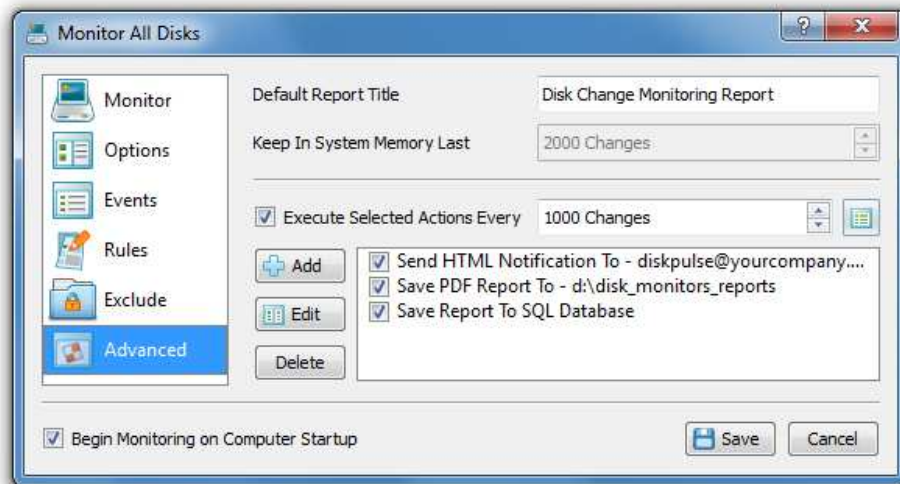 Monitor All Disks
Monitor
Options
Events
Rules
Exclude
Advanced
Default Report Title
Disk Change Monitoring Report
Keep In System Memory Last
2000 Changes
Execute Selected Actions Every
1000 Changes
Add
Edit
Delete
Send HTML Notification To - diskpulse@yourcompany....
Save PDF Report To - d:\disk_monitors_reports
Save Report To SQL Database
Begin Monitoring on Computer Startup
Save
Cancel